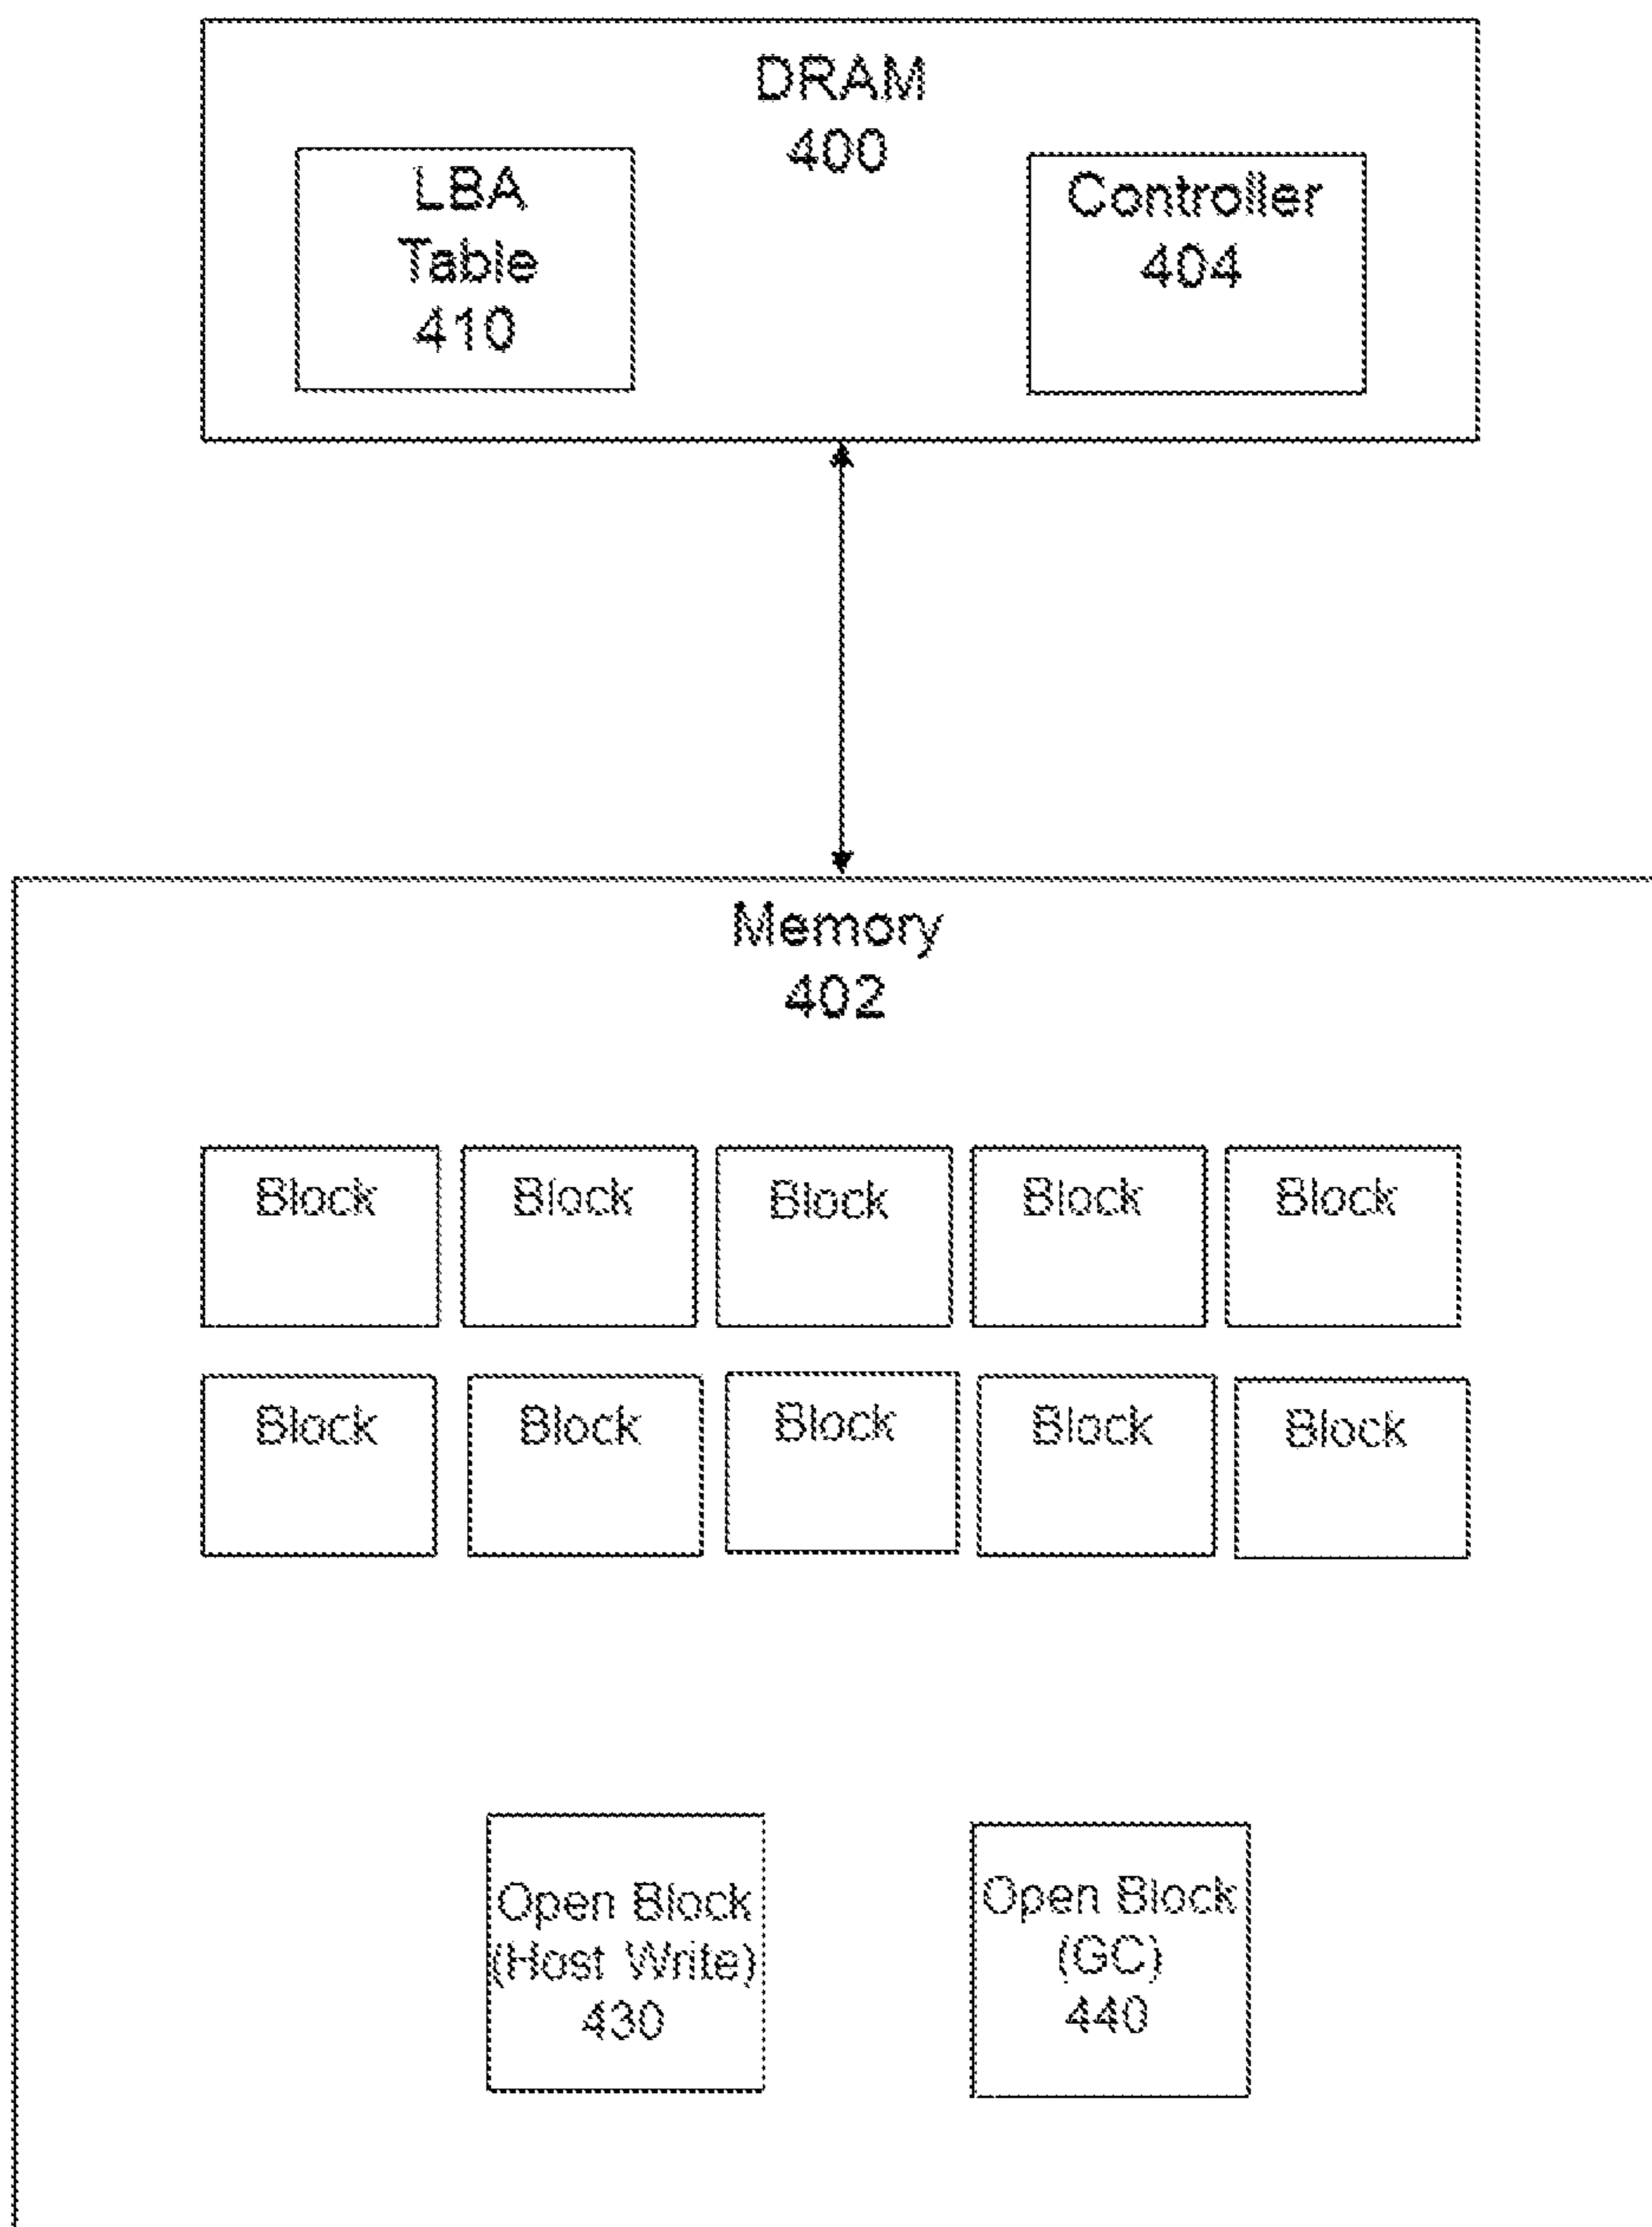 DRAM
400
LBA
Table
410
Controller
404
Memory
402
Block Block Block Block Block
Block Block Block Block Block
Open Block
(Host Write)
430
Open Block
(GC)
440